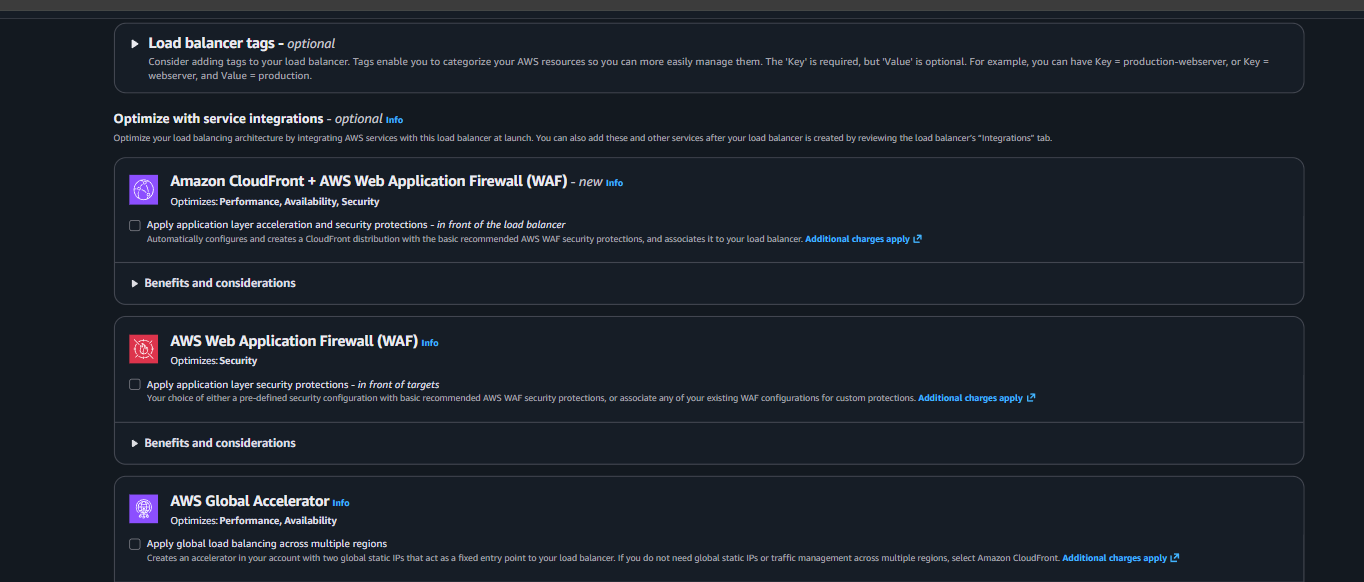 Load balancer tags - optional
Consider adding tags to your load balancer. Tags enable you to categorize your AWS resources so you can more easily manage them. The 'Key' is required, but 'Value' is optional. For example, you can have Key = production-webserver, or Key =
webserver, and Value = production.
Optimize with service integrations - optional Info
Optimize your load balancing architecture by integrating AWS services with this load balancer at launch. You can also add these and other services after your load balancer is created by reviewing the load balancer's "Integrations" tab.
Amazon CloudFront + AWS Web Application Firewall (WAF) - new Info
Optimizes: Performance, Availability, Security
Apply application layer acceleration and security protections - in front of the load balancer
Automatically configures and creates a CloudFront distribution with the basic recommended AWS WAF security protections, and associates it to your load balancer. Additional charges apply
Benefits and considerations
AWS Web Application Firewall (WAF) Info
Optimizes: Security
Apply application layer security protections - in front of targets
Your choice of either a pre-defined security configuration with basic recommended AWS WAF security protections, or associate any of your existing WAF configurations for custom protections. Additional charges apply
Benefits and considerations
AWS Global Accelerator Info
Optimizes: Performance, Availability
Apply global load balancing across multiple regions
Creates an accelerator in your account with two global static IPs that act as a fixed entry point to your load balancer. If you do not need global static IPs or traffic management across multiple regions, select Amazon CloudFront. Additional charges apply